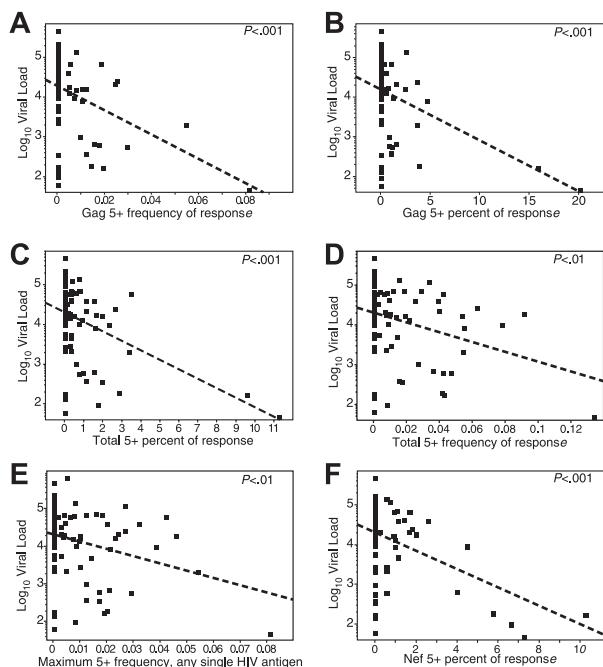 A
P<.001
Log10 Viral Load
5
4
3
2
0
0.02
0.04
0.06
0.08
Gag 5+ frequency of response
B
P<.001
Log10 Viral Load
5
4
3
2
0
5
10
15
20
Gag 5+ percent of response
C
P<.001
Log10 Viral Load
5
4
3
2
0 1 2 3 4 5 6 7 8 9 10 11
Total 5+ percent of response
D
P<.01
Log10 Viral Load
5
4
3
2
0
0.02
0.04
0.06
0.08
0.1
0.12
Total 5+ frequency of response
E
P<.01
Log10 Viral Load
5
4
3
2
0 0.01 0.02 0.03 0.04 0.05 0.06 0.07 0.08
Maximum 5+ frequency, any single HIV antigen
F
P<.001
Log10 Viral Load
5
4
3
2
0
2
4
6
8
10
Nef 5+ percent of response